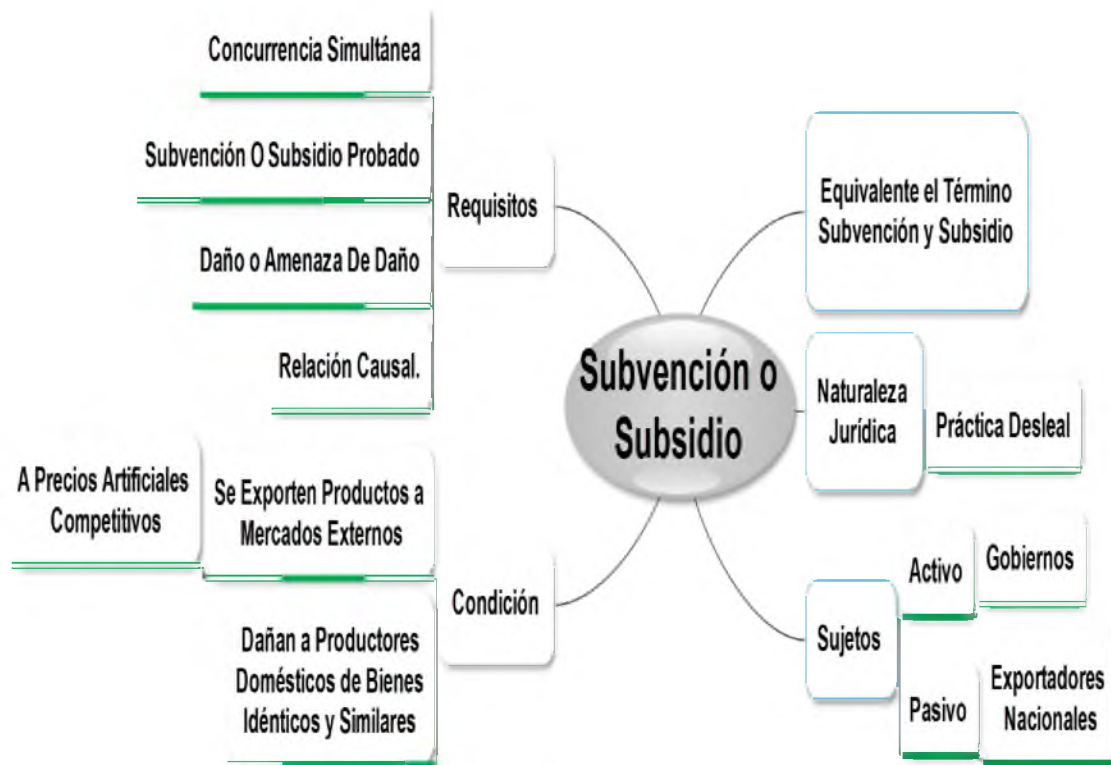 Subvención o
Subsidio
Requisitos
Concurrencia Simultánea
Subvención O Subsidio Probado
Daño o Amenaza De Daño
Relación Causal.
Condición
Se Exporten Productos a
Mercados Externos
A Precios Artificiales
Competitivos
Dañan a Productores
Domésticos de Bienes
Idénticos y Similares
Equivalente el Término
Subvención y Subsidio
Naturaleza
Jurídica
Práctica Desleal
Sujetos
Activo
Gobiernos
Pasivo
Exportadores
Nacionales